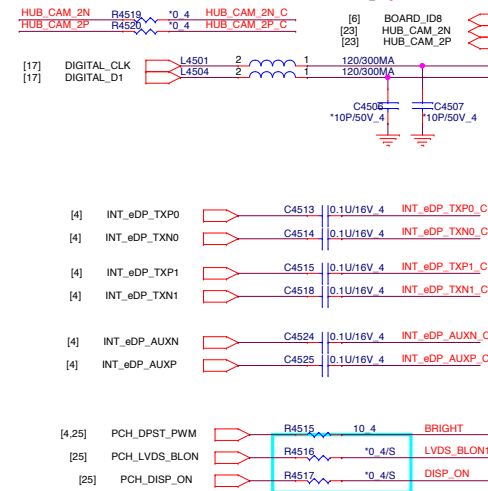 HUB_CAM_2N R4519 *0_4 HUB_CAM_2N_C
HUB_CAM_2P R4520 *0_4 HUB_CAM_2P_C
[6] BOARD_ID8
[23] HUB_CAM_2N
[23] HUB_CAM_2P
[17] DIGITAL_CLK L4501 2 1 120/300MA
[17] DIGITAL_D1 L4504 2 1 120/300MA
C4506 C4507
*10P/50V_4 *10P/50V_4
[4] INT_eDP_TXP0 C4513 0.1U/16V_4 INT_eDP_TXP0_C
[4] INT_eDP_TXN0 C4514 0.1U/16V_4 INT_eDP_TXN0_C
[4] INT_eDP_TXP1 C4515 0.1U/16V_4 INT_eDP_TXP1_C
[4] INT_eDP_TXN1 C4518 0.1U/16V_4 INT_eDP_TXN1_C
[4] INT_eDP_AUXN C4524 0.1U/16V_4 INT_eDP_AUXN_C
[4] INT_eDP_AUXP C4525 0.1U/16V_4 INT_eDP_AUXP_C
[4,25] PCH_DPST_PWM R4515 10_4 BRIGHT
[25] PCH_LVDS_BLON R4516 *0_4/S LVDS_BLON1
[25] PCH_DISP_ON R4517 *0_4/S DISP_ON